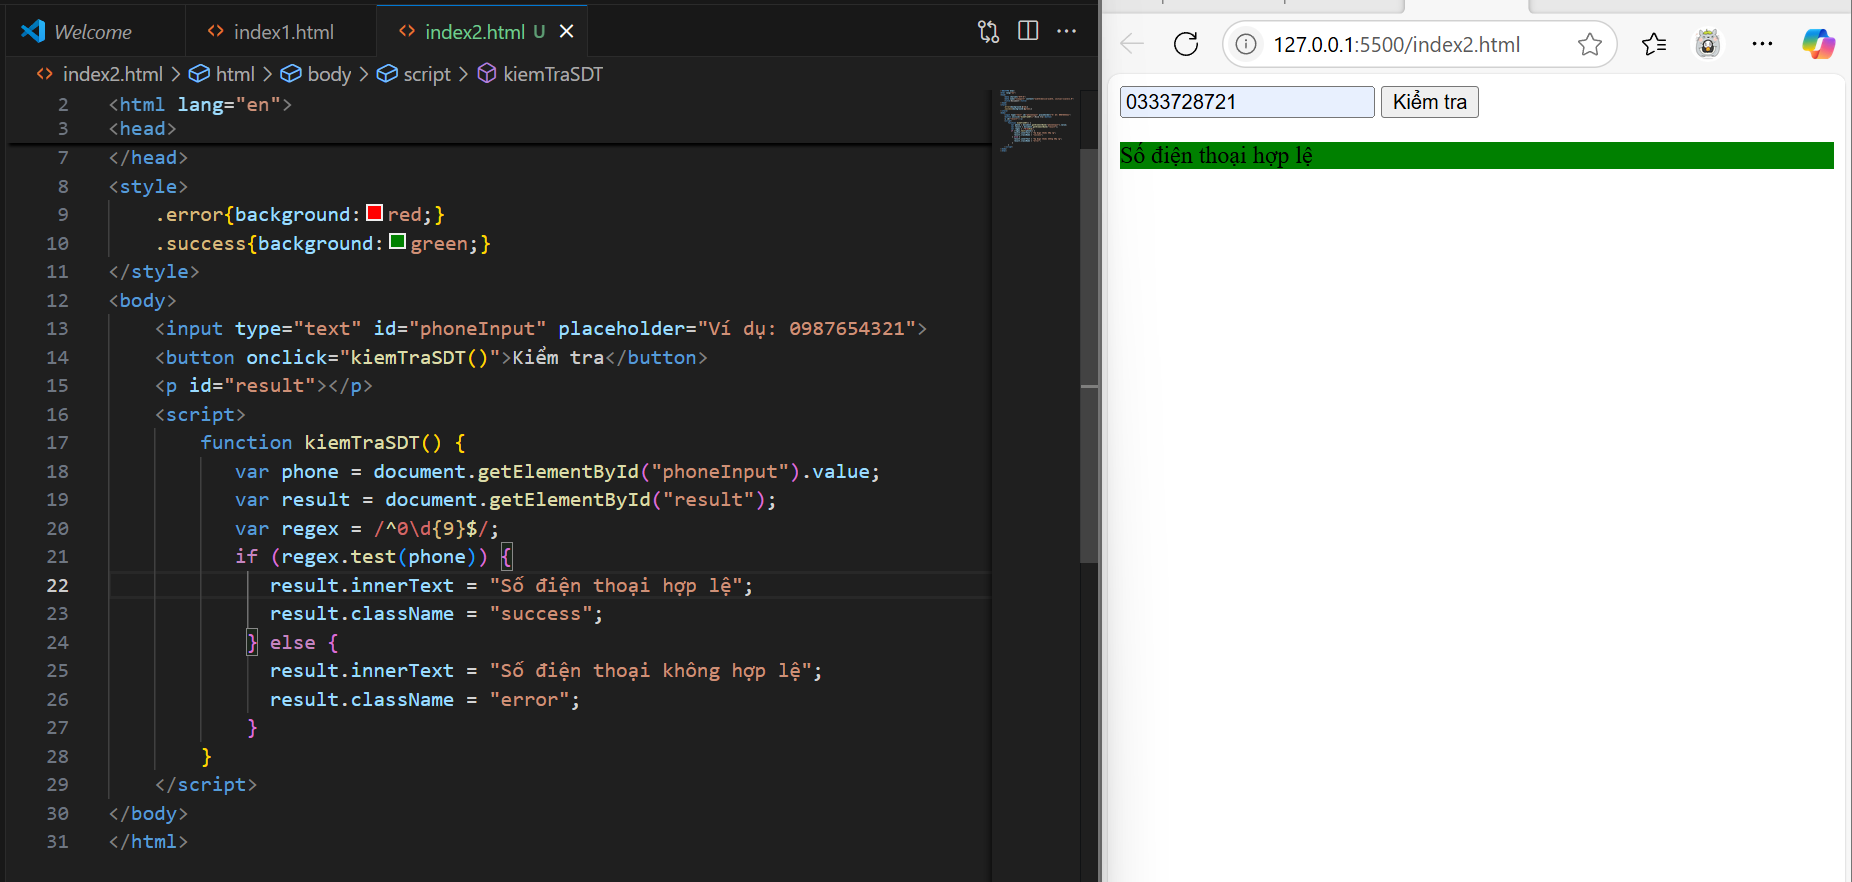 Welcome
index1.html
index2.html U
index2.html > html > body > script > kiemTraSDT
2 <html lang="en">
3 <head>
7 </head>
8 <style>
9 .error{background:red;}
10 .success{background:green;}
11 </style>
12 <body>
13 <input type="text" id="phoneInput" placeholder="Ví dụ: 0987654321">
14 <button onclick="kiemTraSDT()">Kiểm tra</button>
15 <p id="result"></p>
16 <script>
17 function kiemTraSDT() {
18 var phone = document.getElementById("phoneInput").value;
19 var result = document.getElementById("result");
20 var regex = /^0\d{9}$/;
21 if (regex.test(phone)) {
22 result.innerText = "Số điện thoại hợp lệ";
23 result.className = "success";
24 } else {
25 result.innerText = "Số điện thoại không hợp lệ";
26 result.className = "error";
27 }
28 }
29 </script>
30 </body>
31 </html>
127.0.0.1:5500/index2.html
0333728721
Kiểm tra
Số điện thoại hợp lệ